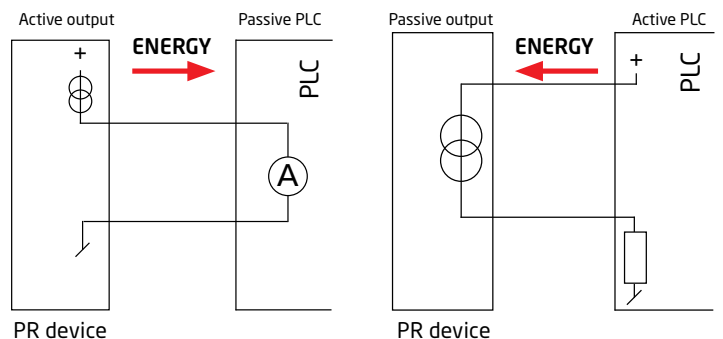 Active output
Passive PLC
ENERGY
+
PLC
A
PR device
Passive output
Active PLC
ENERGY
+
PLC
PR device